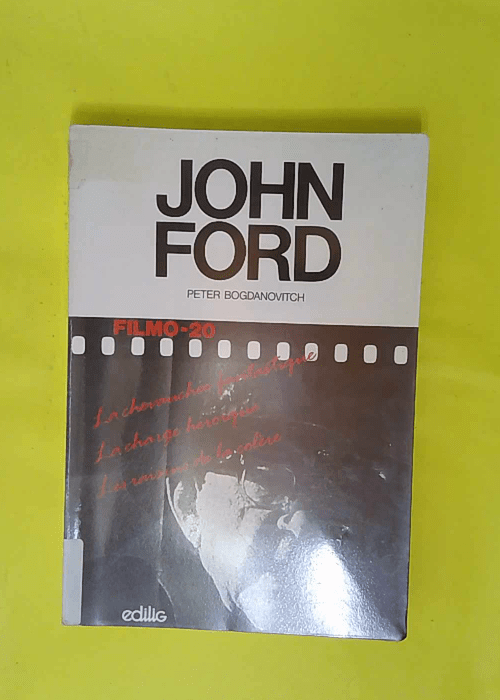 JOHN
FORD
PETER BOGDANOVITCH
FILMO-20
La chevauchée fantastique
La charge héroïque
Les raisins de la colère
edilig